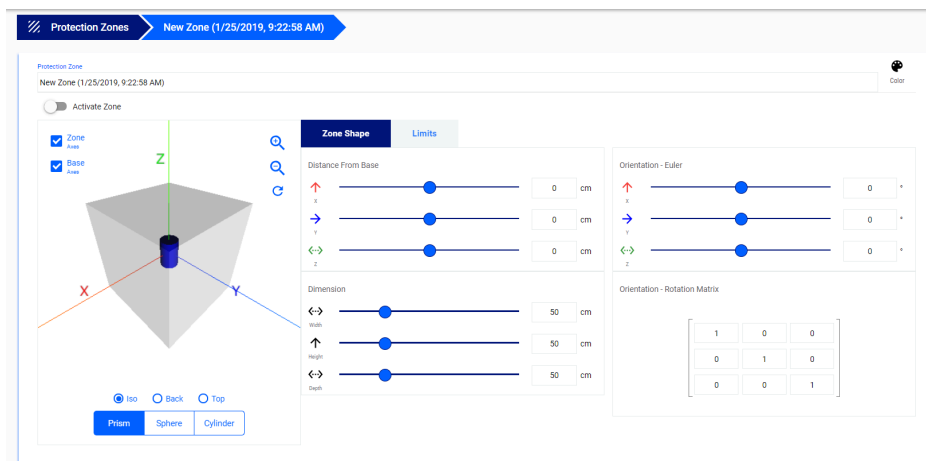 Protection Zones
New Zone (1/25/2019, 9:22:58 AM)
Protection Zone
New Zone (1/25/2019, 9:22:58 AM)
Color
Activate Zone
Zone
Axes
Base
Axes
Z
X
Y
Iso Back Top
Prism Sphere Cylinder
Zone Shape Limits
Distance From Base
X
0 cm
Y
0 cm
Z
0 cm
Dimension
Width
50 cm
Height
50 cm
Depth
50 cm
Orientation - Euler
X
0 °
Y
0 °
Z
0 °
Orientation - Rotation Matrix
1 0 0
0 1 0
0 0 1